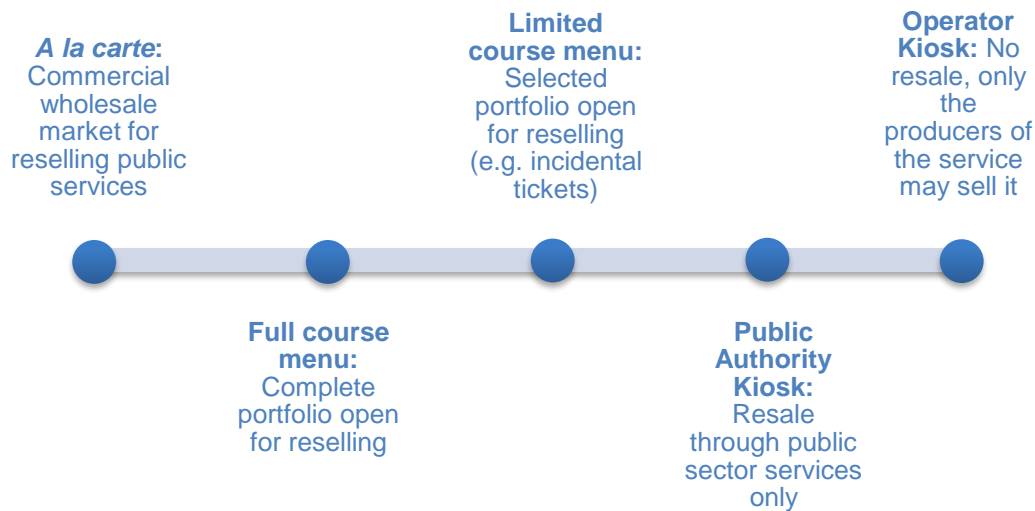 A la carte:
Commercial
wholesale
market for
reselling public
services
Full course
menu:
Complete
portfolio open
for reselling
Limited
course menu:
Selected
portfolio open
for reselling
(e.g. incidental
tickets)
Public
Authority
Kiosk:
Resale
through public
sector services
only
Operator
Kiosk: No
resale, only
the
producers of
the service
may sell it